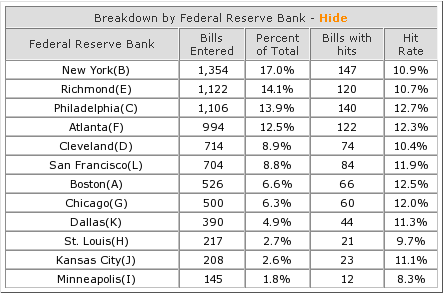 Breakdown by Federal Reserve Bank - Hide
Federal Reserve Bank Bills Entered Percent of Total Bills with hits Hit Rate
New York(B) 1,354 17.0% 147 10.9%
Richmond(E) 1,122 14.1% 120 10.7%
Philadelphia(C) 1,106 13.9% 140 12.7%
Atlanta(F) 994 12.5% 122 12.3%
Cleveland(D) 714 8.9% 74 10.4%
San Francisco(L) 704 8.8% 84 11.9%
Boston(A) 526 6.6% 66 12.5%
Chicago(G) 500 6.3% 60 12.0%
Dallas(K) 390 4.9% 44 11.3%
St. Louis(H) 217 2.7% 21 9.7%
Kansas City(J) 208 2.6% 23 11.1%
Minneapolis(I) 145 1.8% 12 8.3%